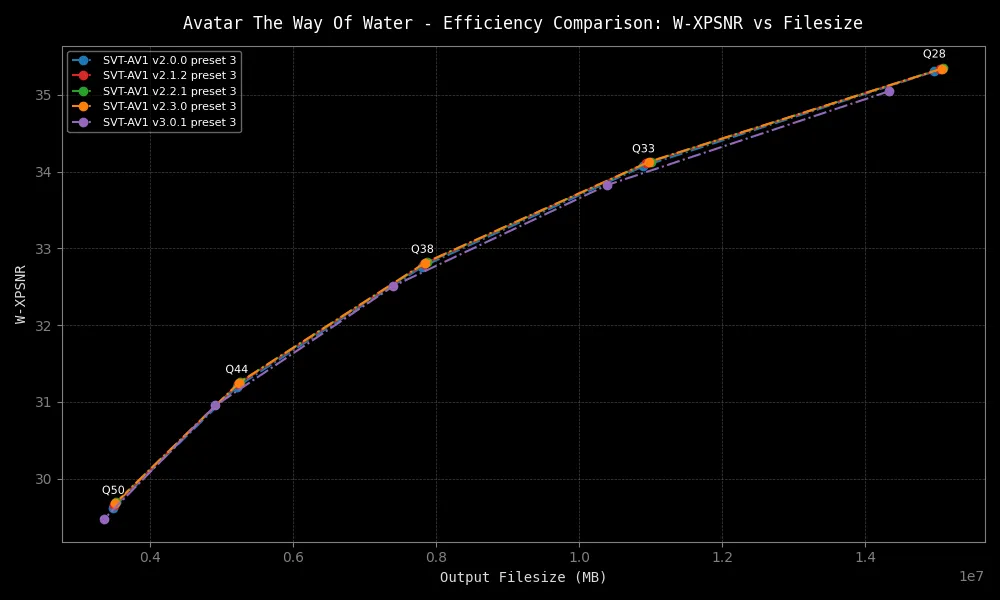 Avatar The Way Of Water - Efficiency Comparison: W-XPSNR vs Filesize
SVT-AV1 v2.0.0 preset 3
SVT-AV1 v2.1.2 preset 3
SVT-AV1 v2.2.1 preset 3
SVT-AV1 v2.3.0 preset 3
SVT-AV1 v3.0.1 preset 3
Q28
Q33
Q38
Q44
Q50
35
34
33
32
31
30
W-XPSNR
0.4
0.6
0.8
1.0
1.2
1.4
1e7
Output Filesize (MB)